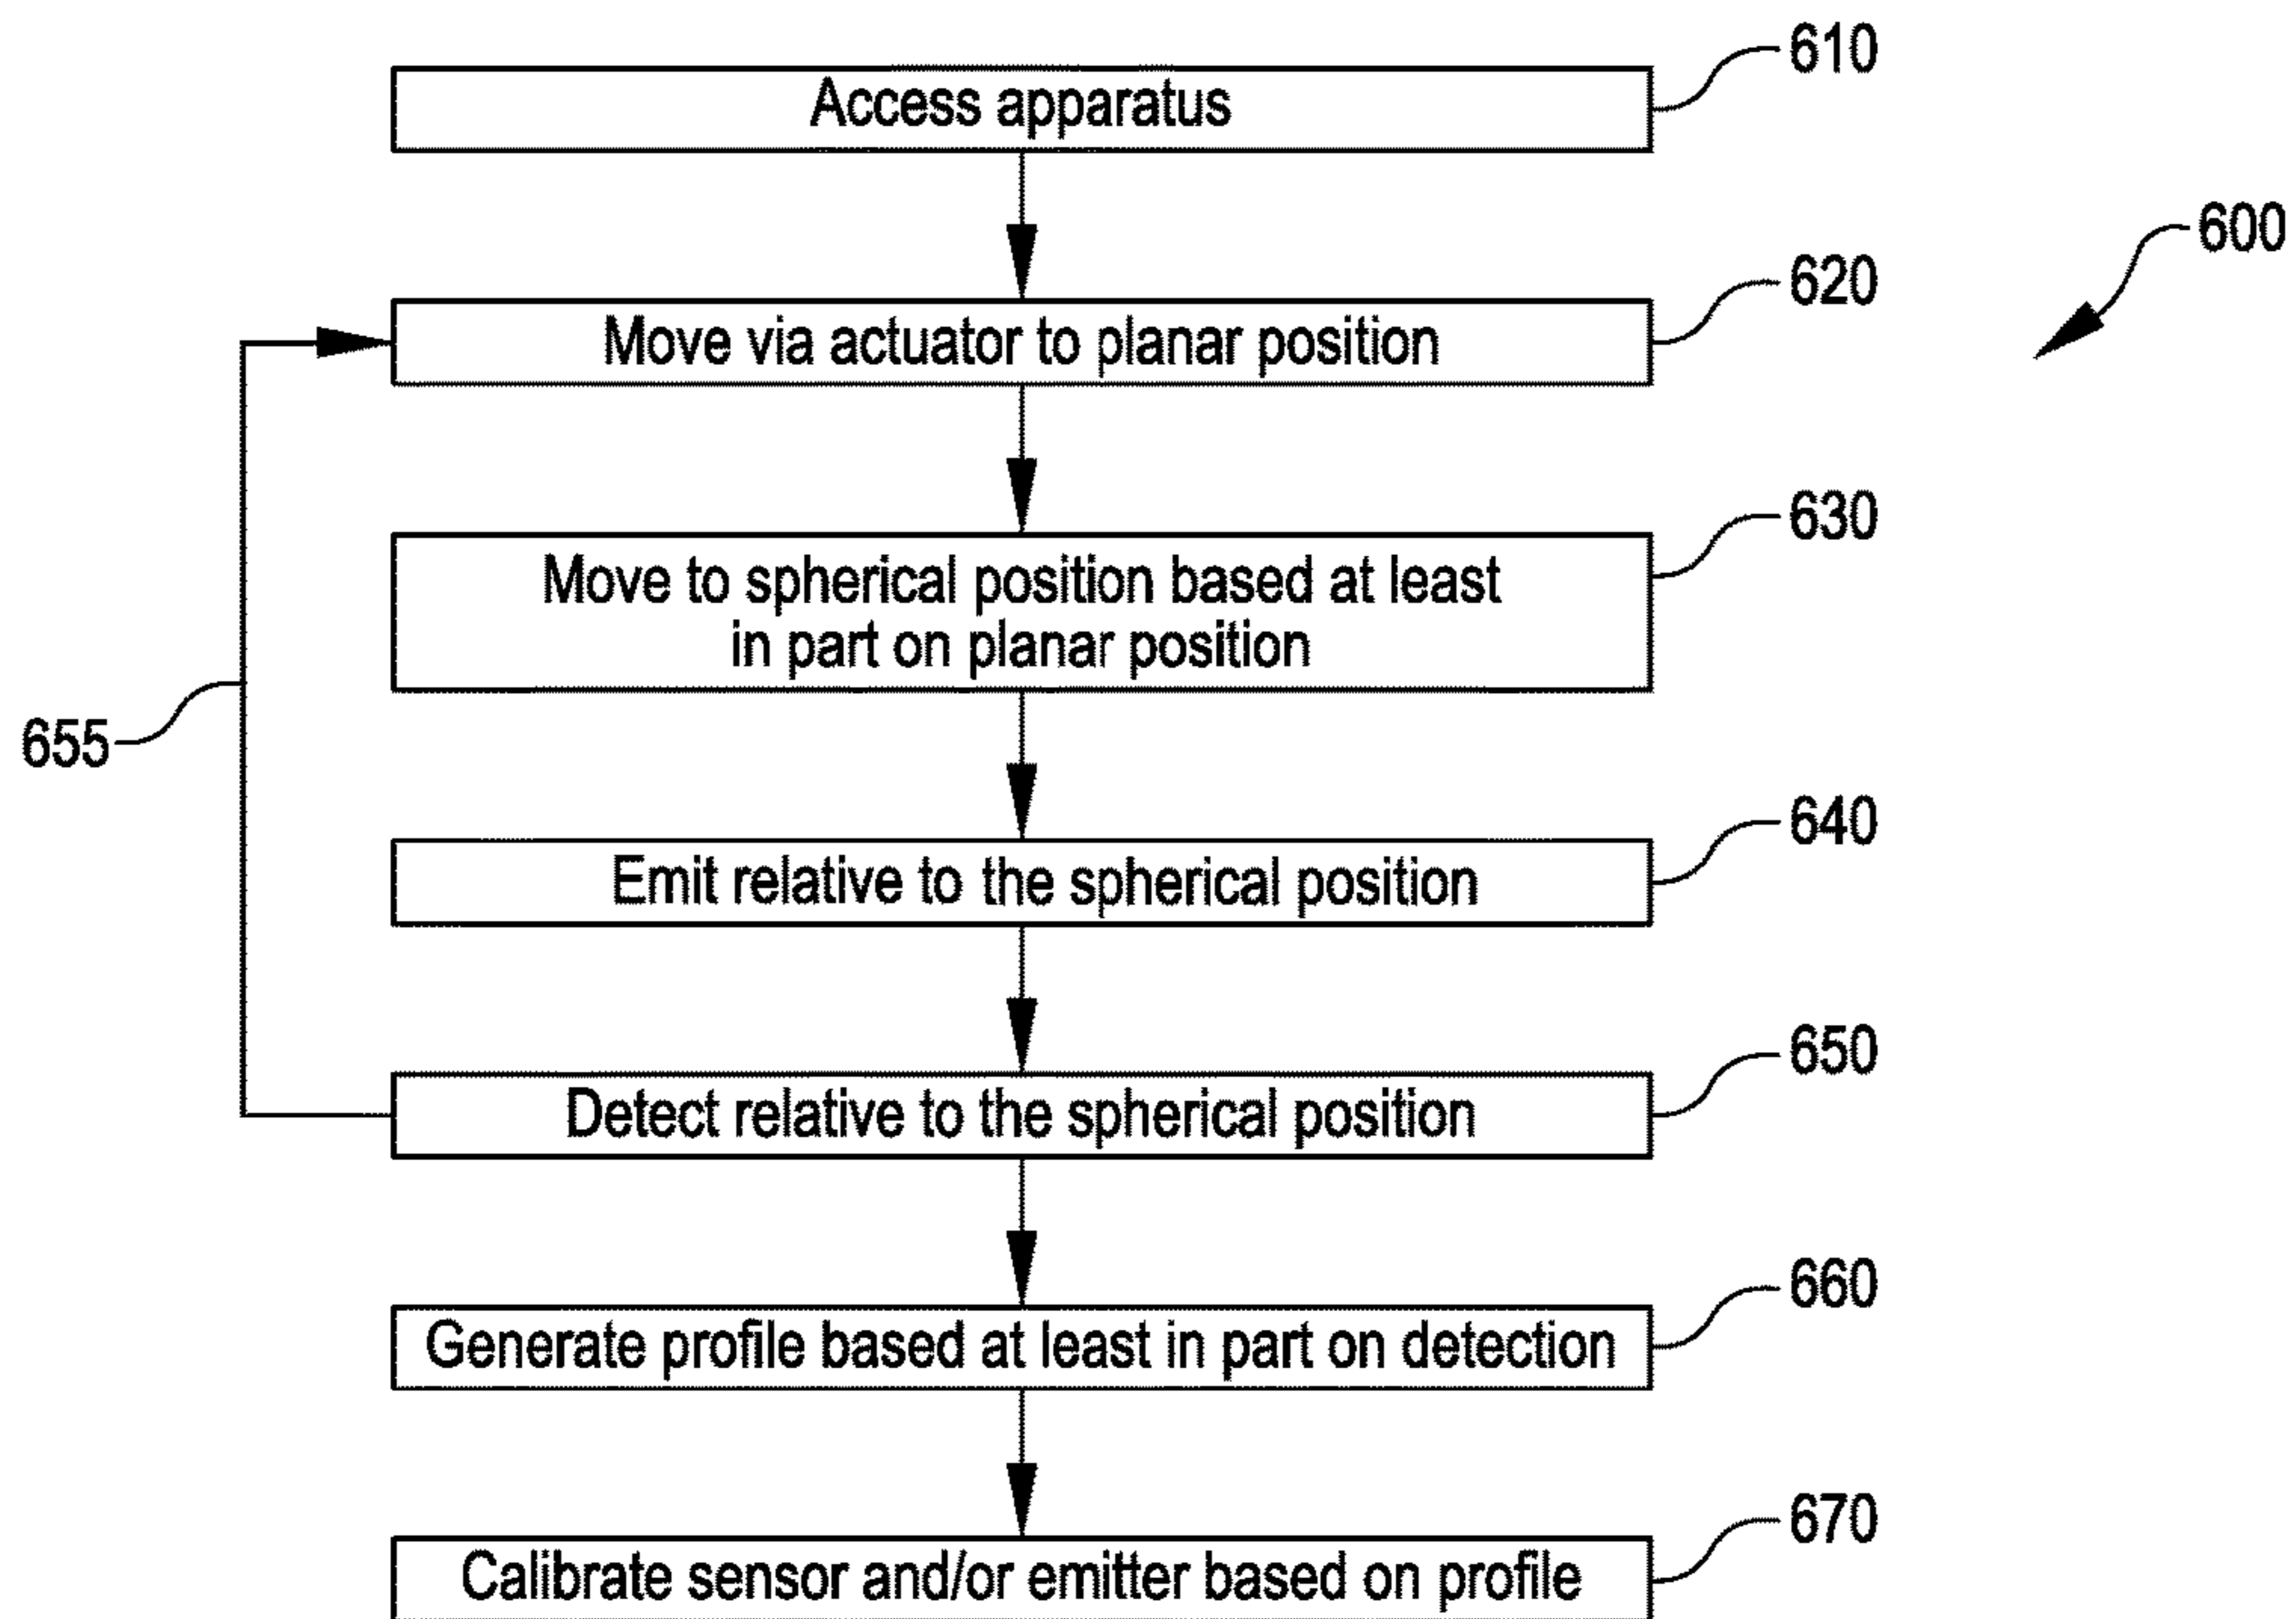 610
Access apparatus
600
620
Move via actuator to planar position
630
Move to spherical position based at least
in part on planar position
655
640
Emit relative to the spherical position
650
Detect relative to the spherical position
660
Generate profile based at least in part on detection
670
Calibrate sensor and/or emitter based on profile